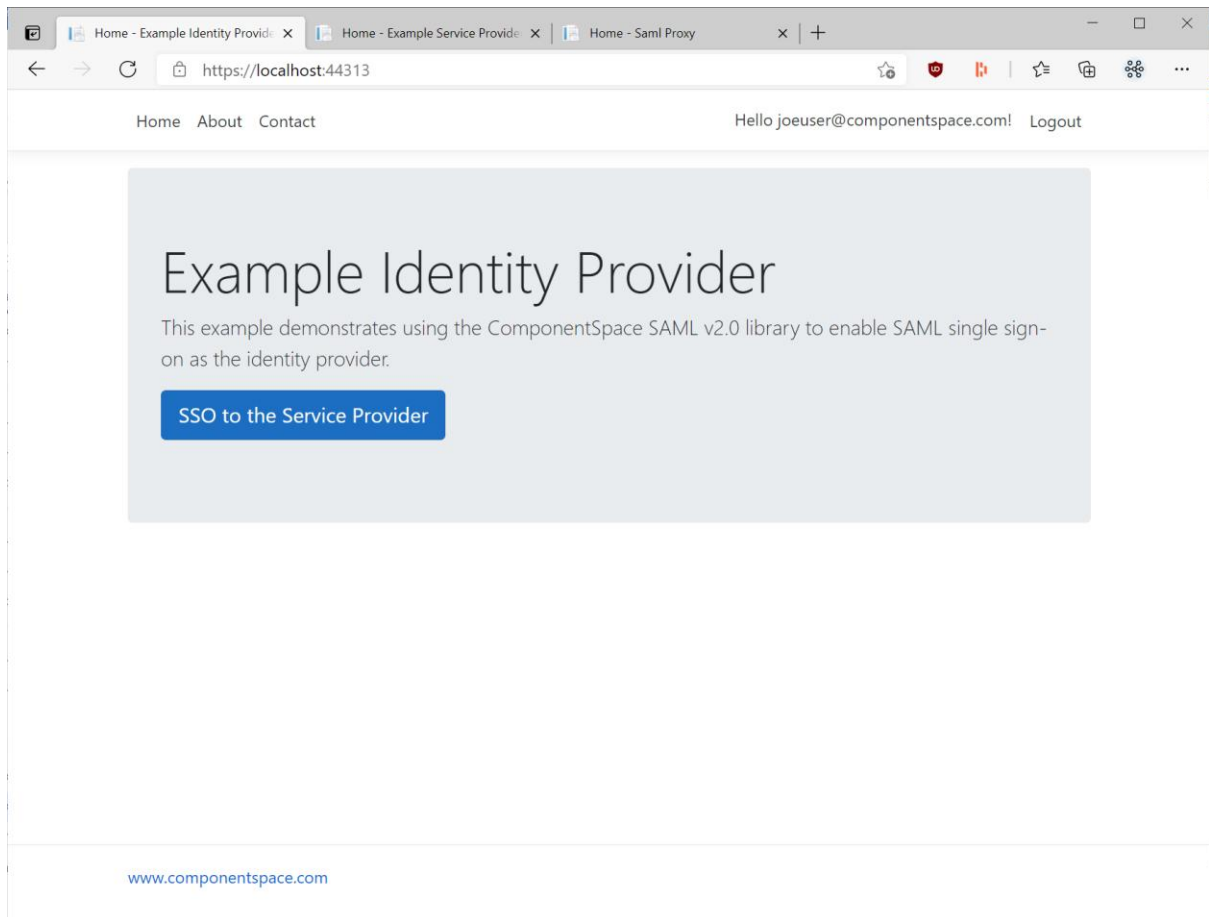 Home - Example Identity Provide
Home - Example Service Provide
Home - Saml Proxy
https://localhost:44313
Home About Contact
Hello joeuser@componentspace.com! Logout
Example Identity Provider
This example demonstrates using the ComponentSpace SAML v2.0 library to enable SAML single sign-
on as the identity provider.
SSO to the Service Provider
www.componentspace.com